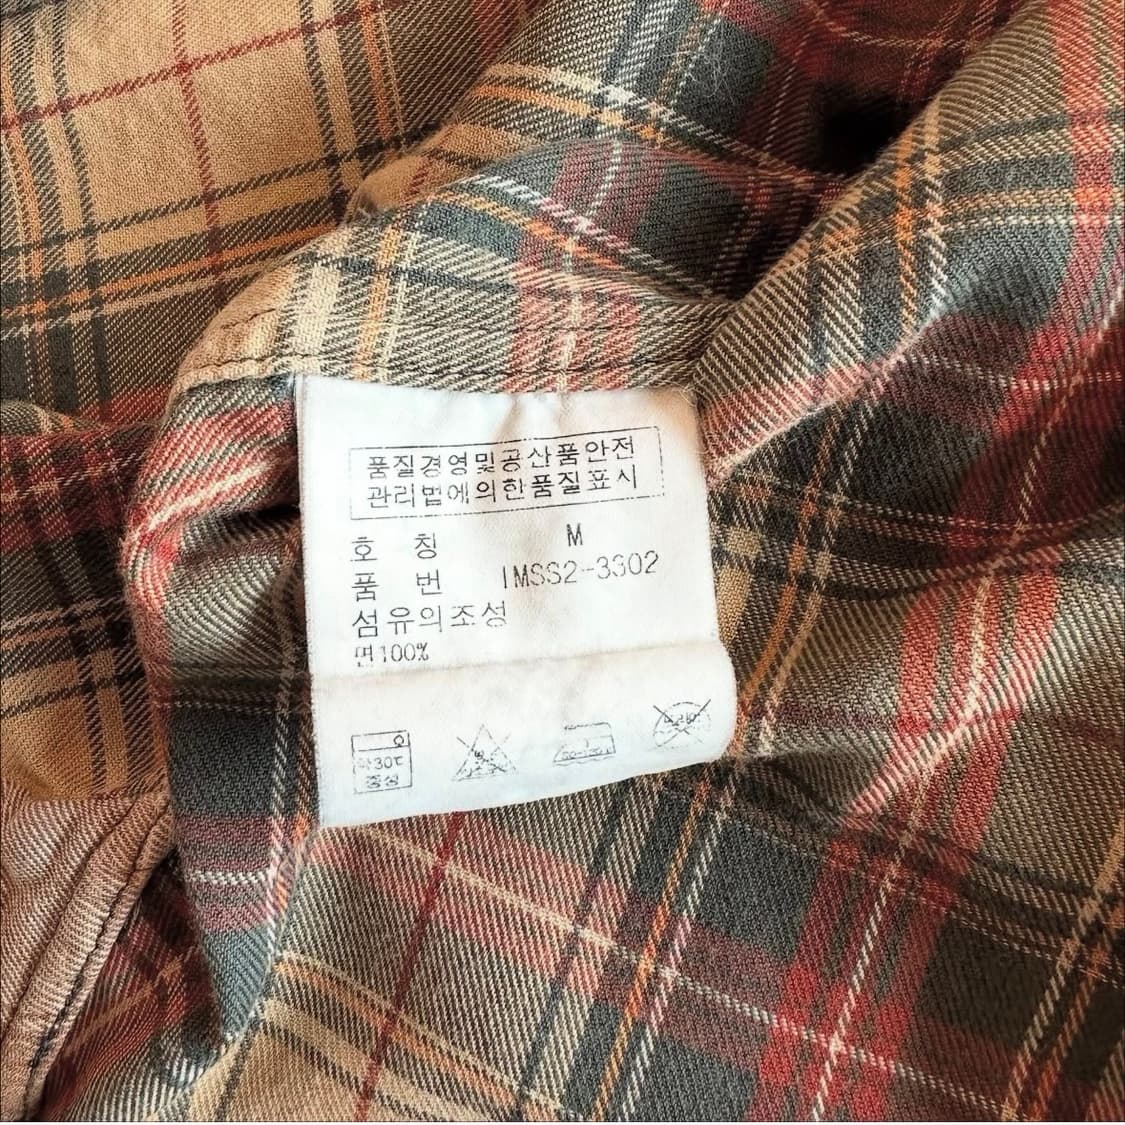 품질경영및공산품안전
관리법에의한품질표시
호 칭 M
품 번 IMSS2-3302
섬유의조성
면100%
약30℃
중성